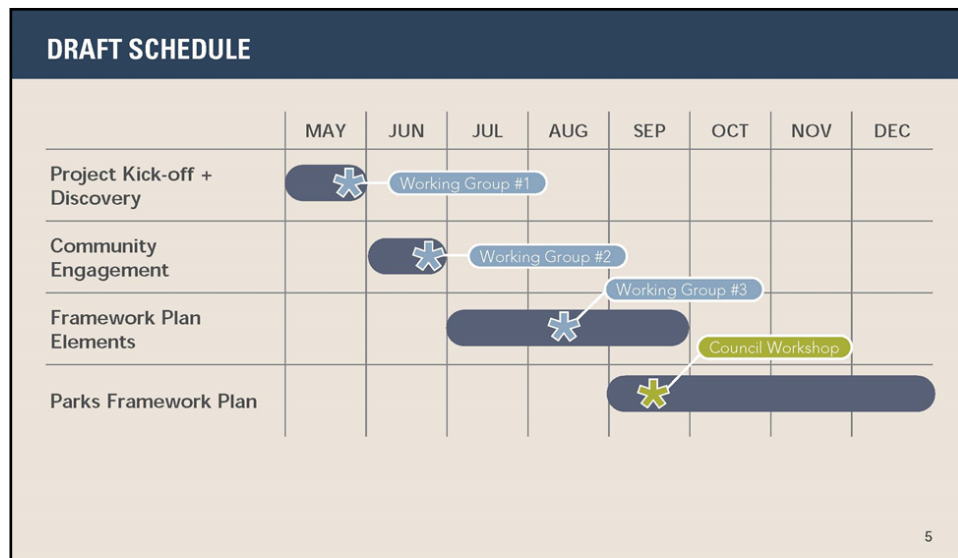 DRAFT SCHEDULE
MAY JUN JUL AUG SEP OCT NOV DEC
Project Kick-off +
Discovery
Working Group #1
Community
Engagement
Working Group #2
Working Group #3
Framework Plan
Elements
Council Workshop
Parks Framework Plan
5